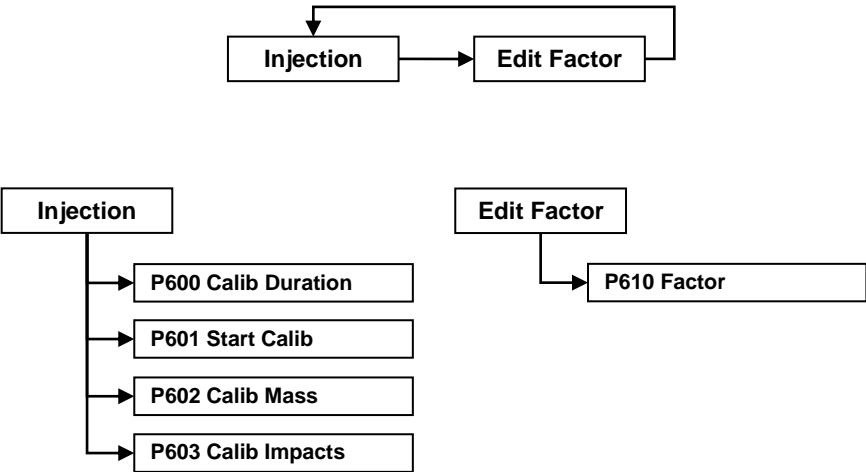 Injection
Edit Factor
Injection
Edit Factor
P600 Calib Duration
P610 Factor
P601 Start Calib
P602 Calib Mass
P603 Calib Impacts